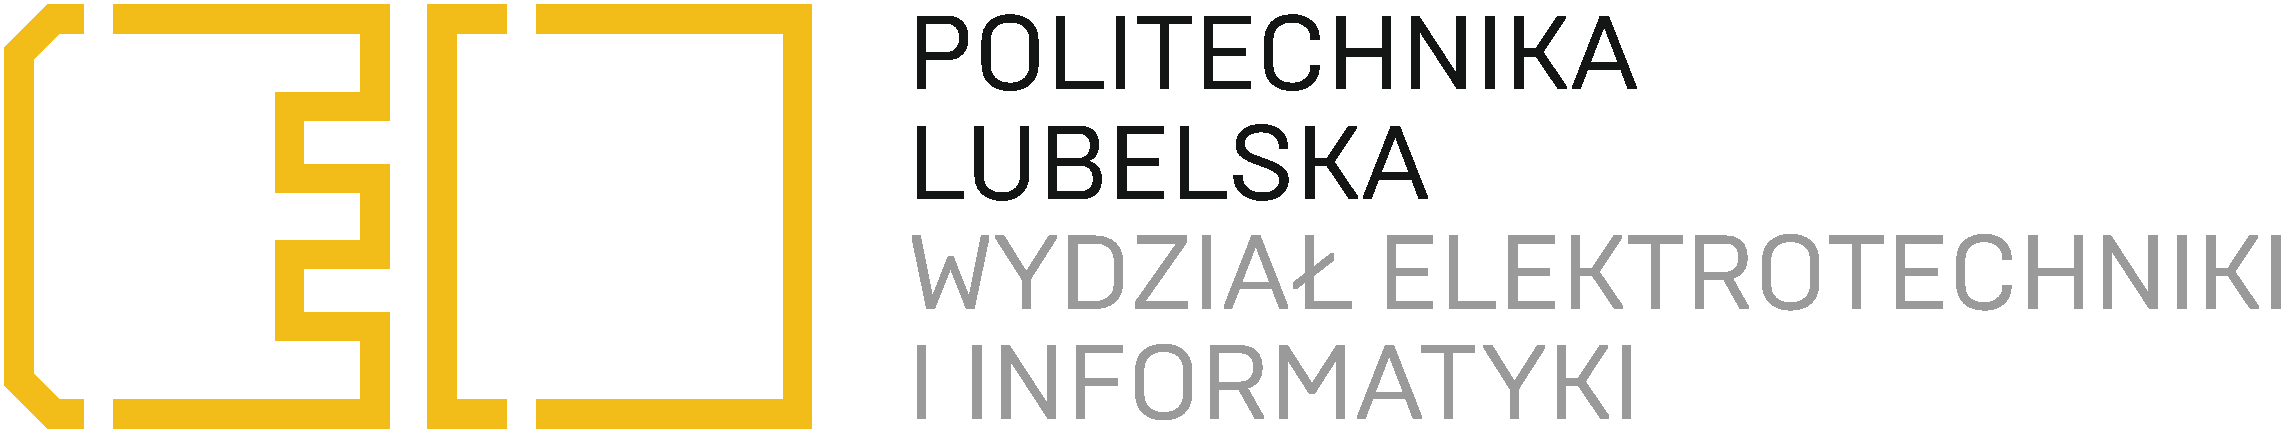 POLITECHNIKA
LUBELSKA
WYDZIAŁ ELEKTROTECHNIKI
I INFORMATYKI